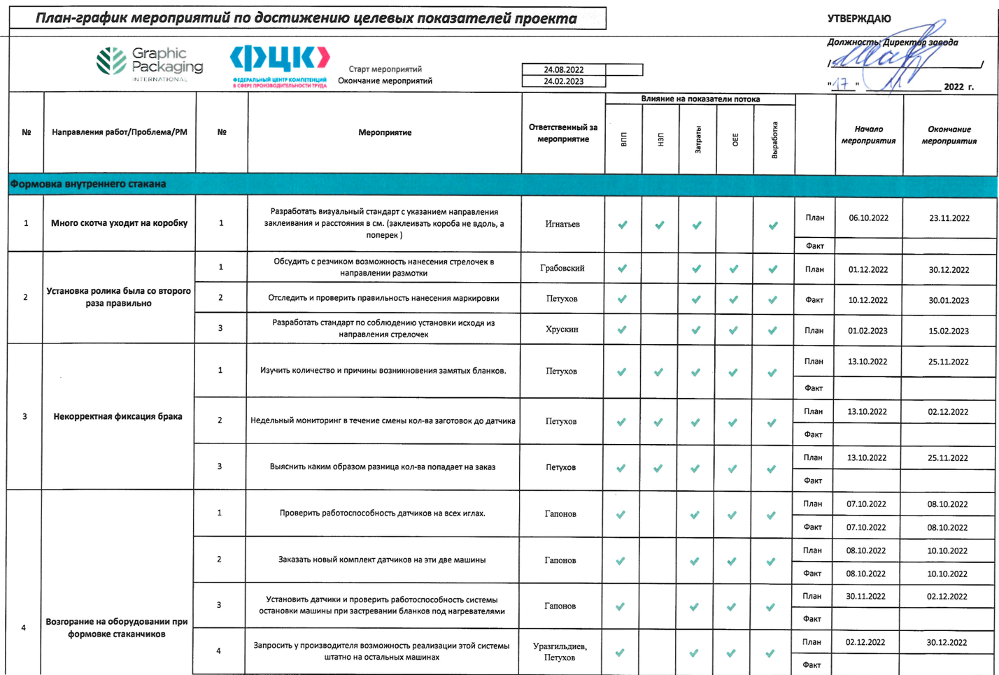 План-график мероприятий по достижению целевых показателей проекта
УТВЕРЖДАЮ
Должность: Директор завода
"17" 2022 г.
Graphic
Packaging
INTERNATIONAL
ФЦК
ФЕДЕРАЛЬНЫЙ ЦЕНТР КОМПЕТЕНЦИЙ
В СФЕРЕ ПРОИЗВОДИТЕЛЬНОСТИ ТРУДА
Старт мероприятий 24.08.2022
Окончание мероприятий 24.02.2023
№ Направления работ/Проблема/РМ № Мероприятие Ответственный за мероприятие Влияние на показатели потока Начало мероприятия Окончание мероприятия
ВПП НЗП Затраты ОЕЕ Выработка
Формовка внутреннего стакана
1 Много скотча уходит на коробку 1
Разработать визуальный стандарт с указанием направления
заклеивания и расстояния в см. (заклеивать короба не вдоль, а
поперек )
Игнатьев ✓ ✓ ✓ ✓ План 06.10.2022 23.11.2022
Факт
2 Установка ролика была со второго
раза правильно
1 Обсудить с резчиком возможность нанесения стрелочек в
направлении размотки
Грабовский ✓ ✓ ✓ ✓ План 01.12.2022 30.12.2022
2 Отследить и проверить правильность нанесения маркировки Петухов ✓ ✓ ✓ ✓ Факт 10.12.2022 30.01.2023
3 Разработать стандарт по соблюдению установки исходя из
направления стрелочек
Хрускин ✓ ✓ ✓ ✓ План 01.02.2023 15.02.2023
3 Некорректная фиксация брака
1 Изучить количество и причины возникновения замятых бланков. Петухов ✓ ✓ ✓ ✓ ✓ План 13.10.2022 25.11.2022
Факт
2 Недельный мониторинг в течение смены кол-ва заготовок до датчика Петухов ✓ ✓ ✓ ✓ ✓ План 13.10.2022 02.12.2022
Факт
3 Выяснить каким образом разница кол-ва попадает на заказ Петухов ✓ ✓ ✓ ✓ ✓ План 13.10.2022 25.11.2022
Факт
4 Возгорание на оборудовании при
формовке стаканчиков
1 Проверить работоспособность датчиков на всех иглах. Гапонов ✓ ✓ ✓ ✓ План 07.10.2022 08.10.2022
Факт 07.10.2022 08.10.2022
2 Заказать новый комплект датчиков на эти две машины Гапонов ✓ ✓ ✓ ✓ План 08.10.2022 10.10.2022
Факт 08.10.2022 10.10.2022
3 Установить датчики и проверить работоспособность системы
остановки машины при застревании бланков под нагревателями
Гапонов ✓ ✓ ✓ ✓ План 30.11.2022 02.12.2022
Факт
4 Запросить у производителя возможность реализации этой системы
штатно на остальных машинах
Уразгильдиев,
Петухов
✓ ✓ ✓ ✓ План 02.12.2022 30.12.2022
Факт